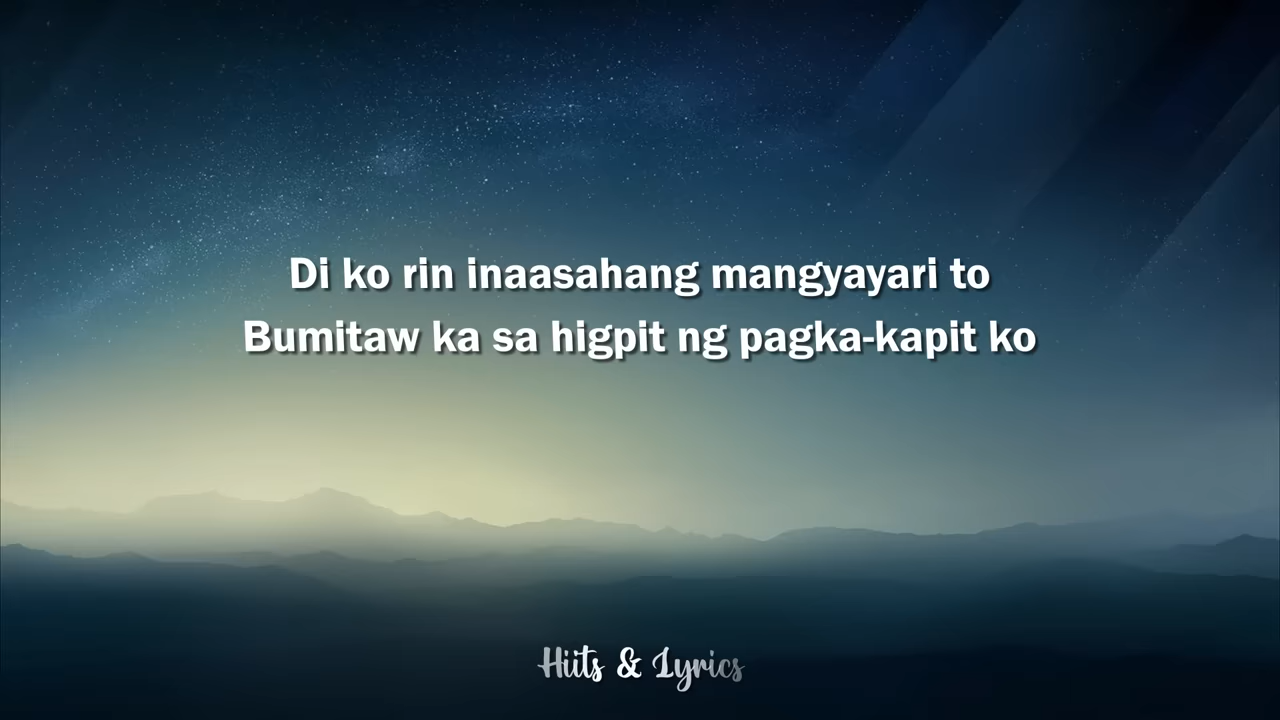 Di ko rin inaasahang mangyayari to
Bumitaw ka sa higpit ng pagka-kapit ko
Hiits & Lyrics